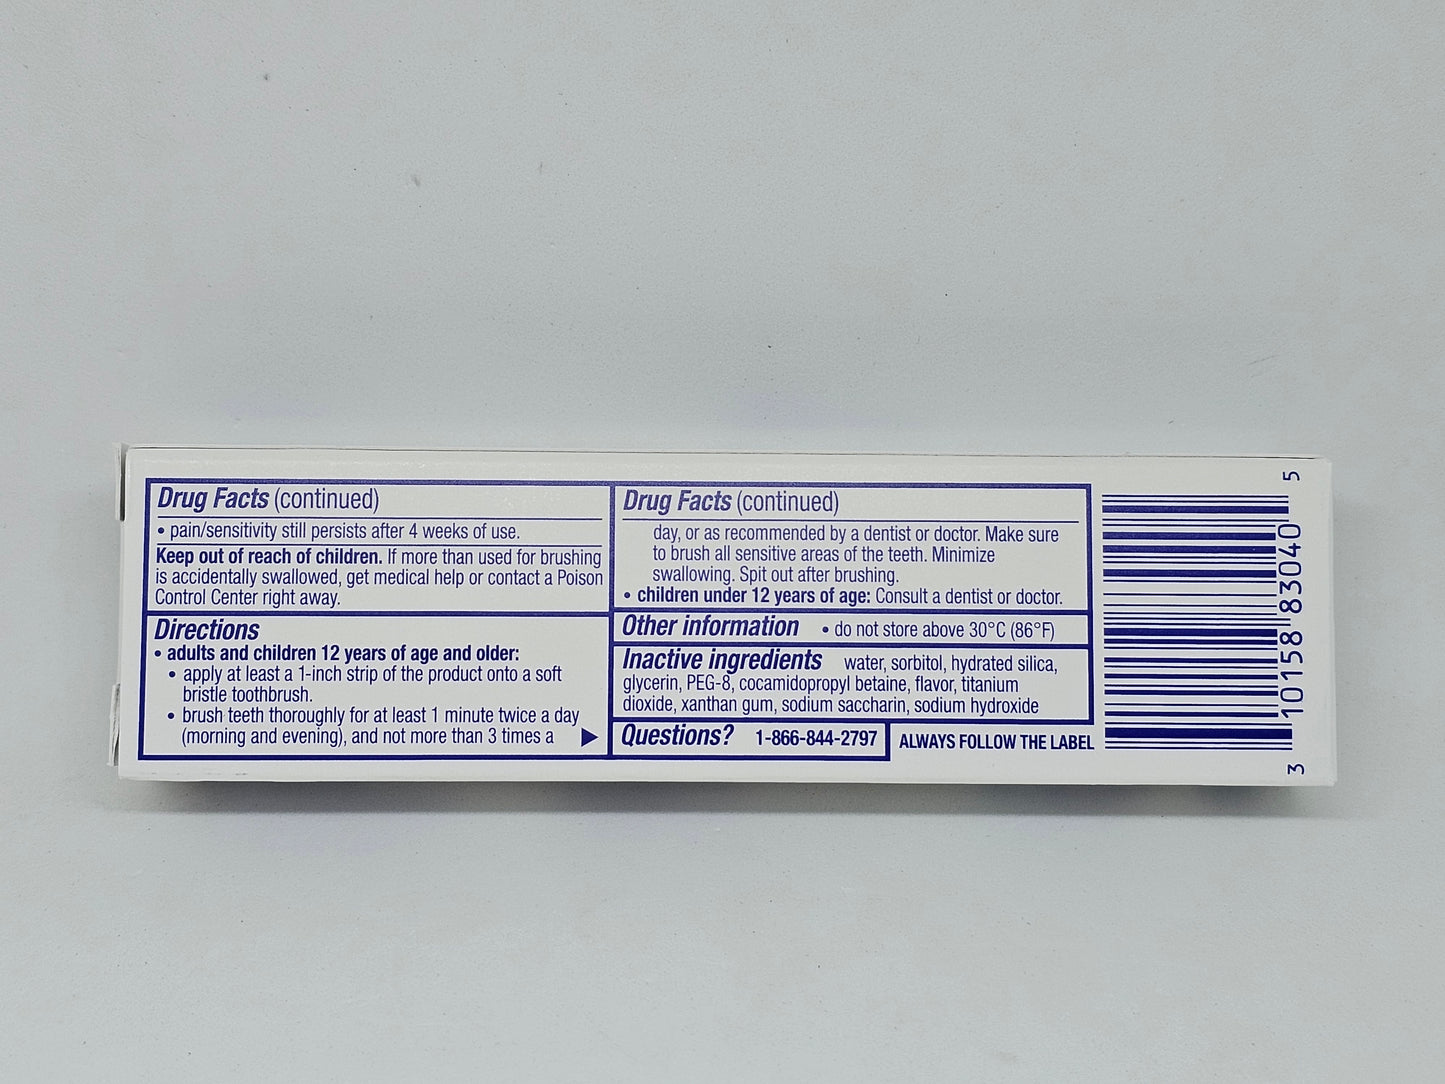 Drug Facts (continued)
• pain/sensitivity still persists after 4 weeks of use.
Keep out of reach of children. If more than used for brushing
is accidentally swallowed, get medical help or contact a Poison
Control Center right away.
Directions
• adults and children 12 years of age and older:
• apply at least a 1-inch strip of the product onto a soft
bristle toothbrush.
• brush teeth thoroughly for at least 1 minute twice a day
(morning and evening), and not more than 3 times a
Drug Facts (continued)
day, or as recommended by a dentist or doctor. Make sure
to brush all sensitive areas of the teeth. Minimize
swallowing. Spit out after brushing.
• children under 12 years of age: Consult a dentist or doctor.
Other information • do not store above 30°C (86°F)
Inactive ingredients water, sorbitol, hydrated silica,
glycerin, PEG-8, cocamidopropyl betaine, flavor, titanium
dioxide, xanthan gum, sodium saccharin, sodium hydroxide
Questions? 1-866-844-2797
ALWAYS FOLLOW THE LABEL
3 10158 83040 5